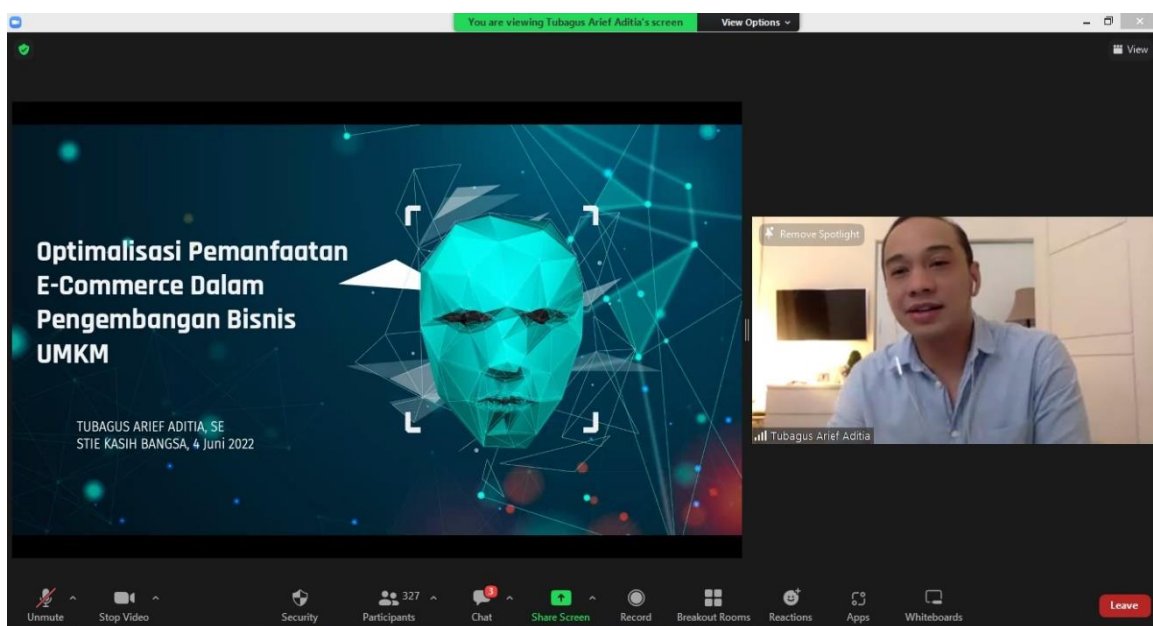 You are viewing Tubagus Arief Aditia's screen
View Options
View
Optimalisasi Pemanfaatan
E-Commerce Dalam
Pengembangan Bisnis
UMKM
TUBAGUS ARIEF ADITIA, SE
STIE KASIH BANGSA, 4 Juni 2022
Remove Spotlight
Tubagus Arief Aditia
Unmute
Stop Video
Security
327
Participants
3
Chat
Share Screen
Record
Breakout Rooms
Reactions
Apps
Whiteboards
Leave